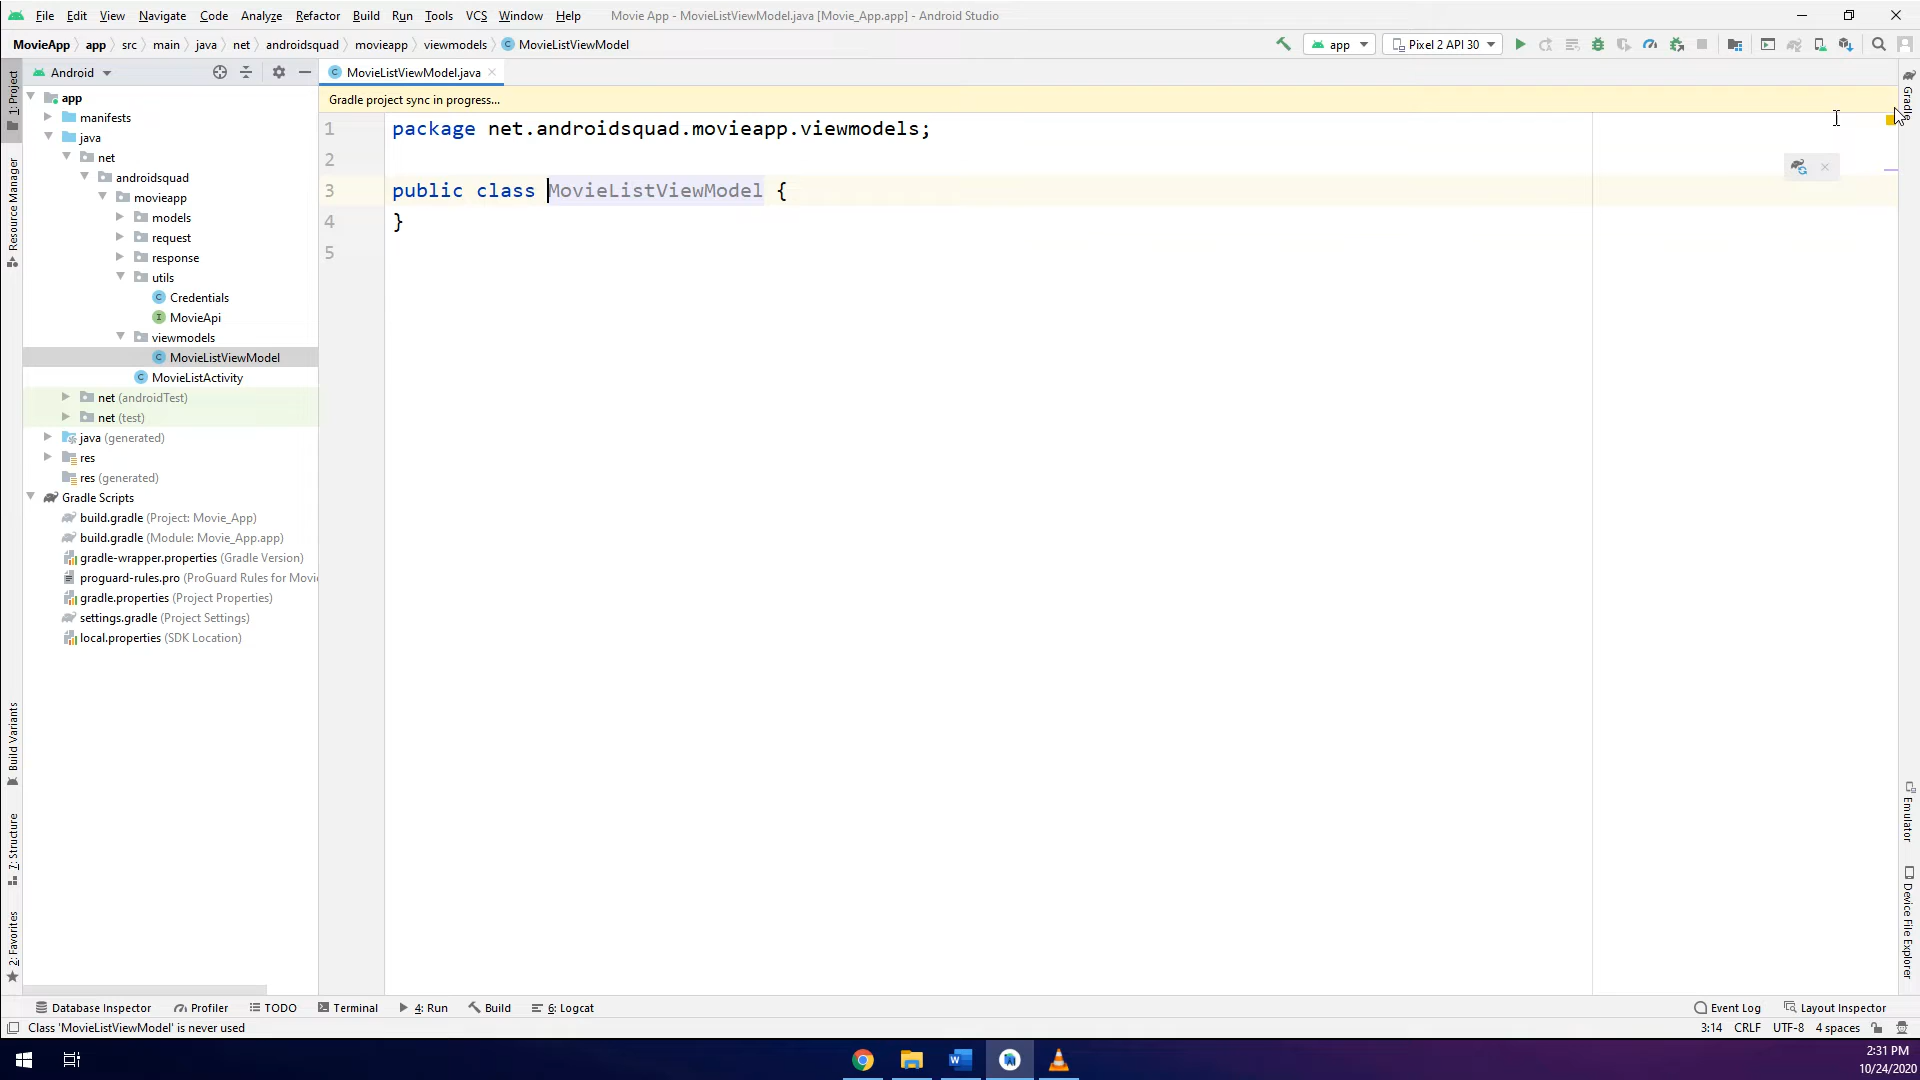 File Edit View Navigate Code Analyze Refactor Build Run Tools VCS Window Help Movie App - MovieListViewModel.java [Movie_App.app] - Android Studio
MovieApp app src main java net androidsquad movieapp viewmodels MovieListViewModel app Pixel 2 API 30
Android
MovieListViewModel.java
Gradle project sync in progress...
1: Project
Resource Manager
Build Variants
7: Structure
2: Favorites
app
manifests
java
net
androidsquad
movieapp
models
request
response
utils
Credentials
MovieApi
viewmodels
MovieListViewModel
MovieListActivity
net (androidTest)
net (test)
java (generated)
res
res (generated)
Gradle Scripts
build.gradle (Project: Movie_App)
build.gradle (Module: Movie_App.app)
gradle-wrapper.properties (Gradle Version)
proguard-rules.pro (ProGuard Rules for Movi
gradle.properties (Project Properties)
settings.gradle (Project Settings)
local.properties (SDK Location)
1 package net.androidsquad.movieapp.viewmodels;
2
3 public class MovieListViewModel {
4 }
5
Gradle
Emulator
Device File Explorer
Database Inspector Profiler TODO Terminal 4: Run Build 6: Logcat Event Log Layout Inspector
Class 'MovieListViewModel' is never used 3:14 CRLF UTF-8 4 spaces
2:31 PM
10/24/2020